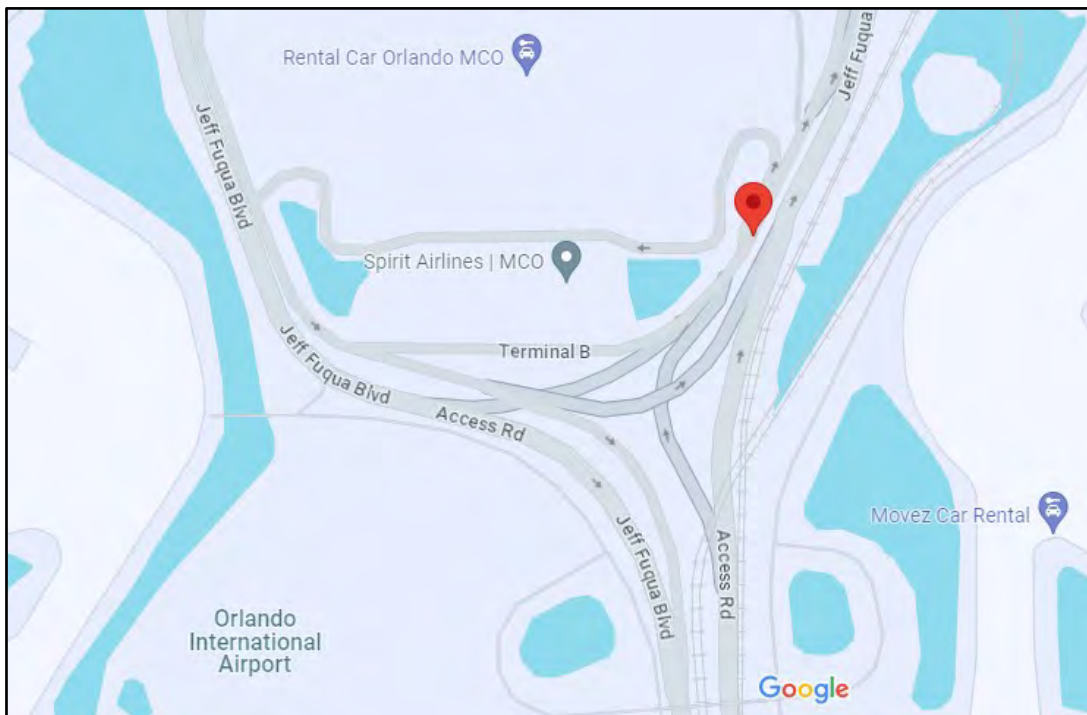 Rental Car Orlando MCO
Jeff Fuqua
Jeff Fuqua Blvd
Spirit Airlines | MCO
Terminal B
Jeff Fuqua Blvd
Access Rd
Jeff Fuqua Blvd
Access Rd
Movez Car Rental
Orlando
International
Airport
Google